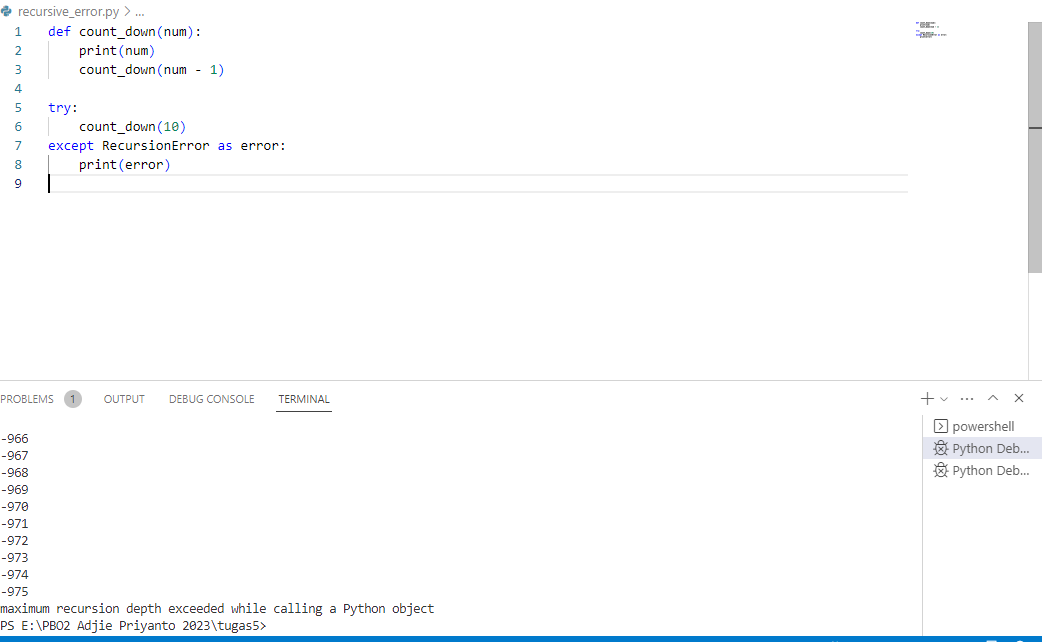 recursive_error.py > ...
1 def count_down(num):
2 print(num)
3 count_down(num - 1)
4
5 try:
6 count_down(10)
7 except RecursionError as error:
8 print(error)
9
PROBLEMS 1 OUTPUT DEBUG CONSOLE TERMINAL
powershell
Python Deb...
Python Deb...
-966
-967
-968
-969
-970
-971
-972
-973
-974
-975
maximum recursion depth exceeded while calling a Python object
PS E:\PBO2 Adjie Priyanto 2023\tugas5>